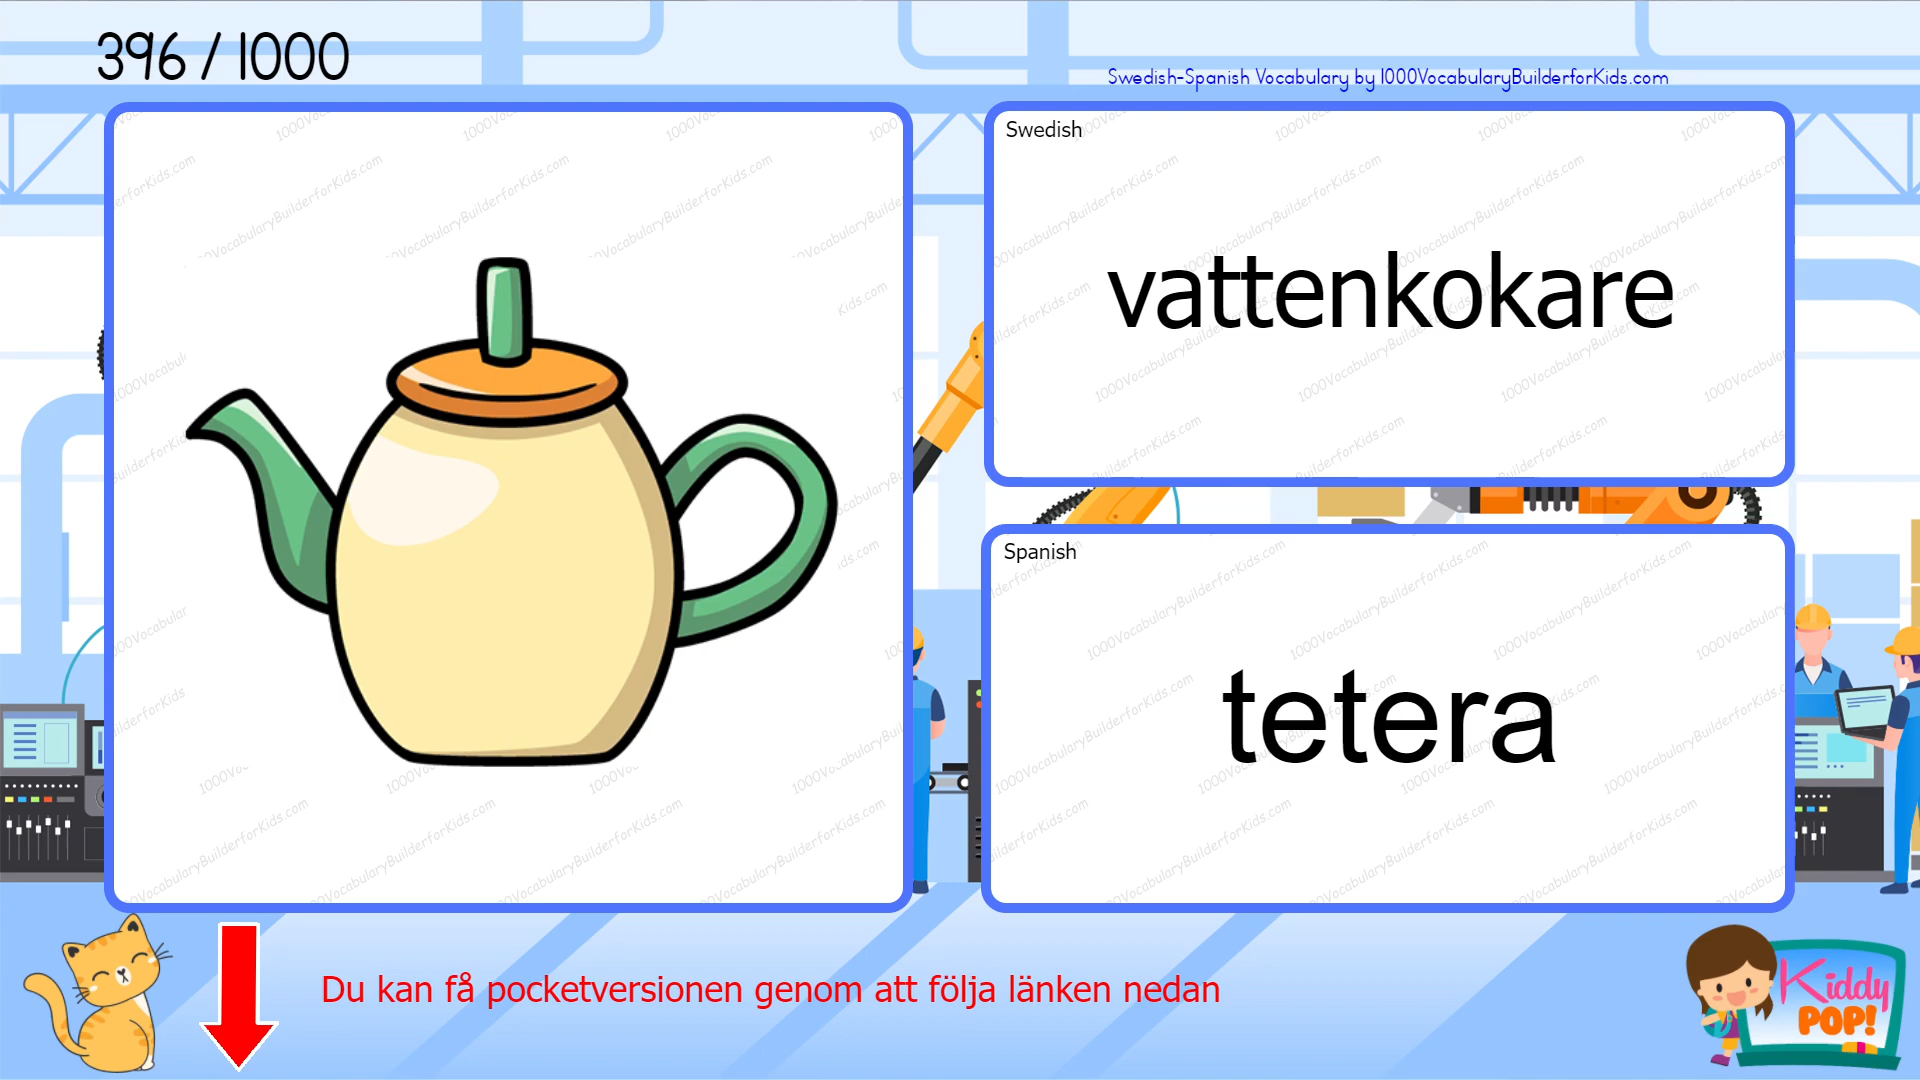 396 / 1000
Swedish-Spanish Vocabulary by 1000VocabularyBuilderforKids.com
Swedish
vattenkokare
Spanish
tetera
Du kan få pocketversionen genom att följa länken nedan
Kiddy
POP!